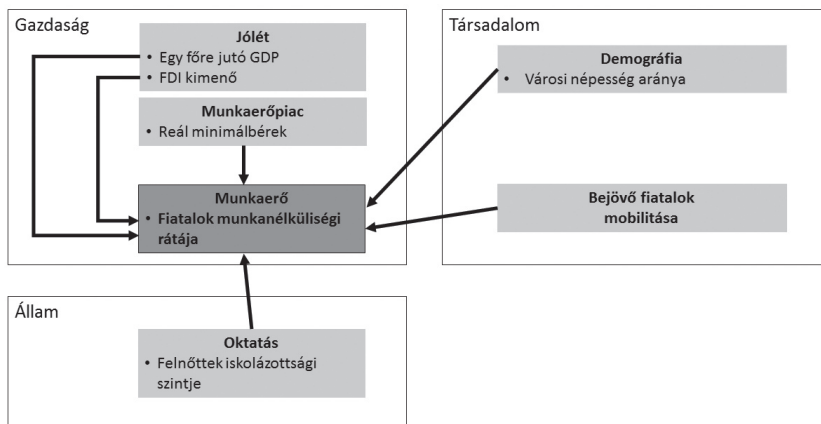 Gazdaság
Jólét
• Egy főre jutó GDP
• FDI kimenő
Munkaerőpiac
• Reál minimálbérek
Munkaerő
• Fiatalok munkanélküliségi
rátája
Társadalom
Demográfia
• Városi népesség aránya
Bejövő fiatalok
mobilitása
Állam
Oktatás
• Felnőttek iskolázottsági
szintje